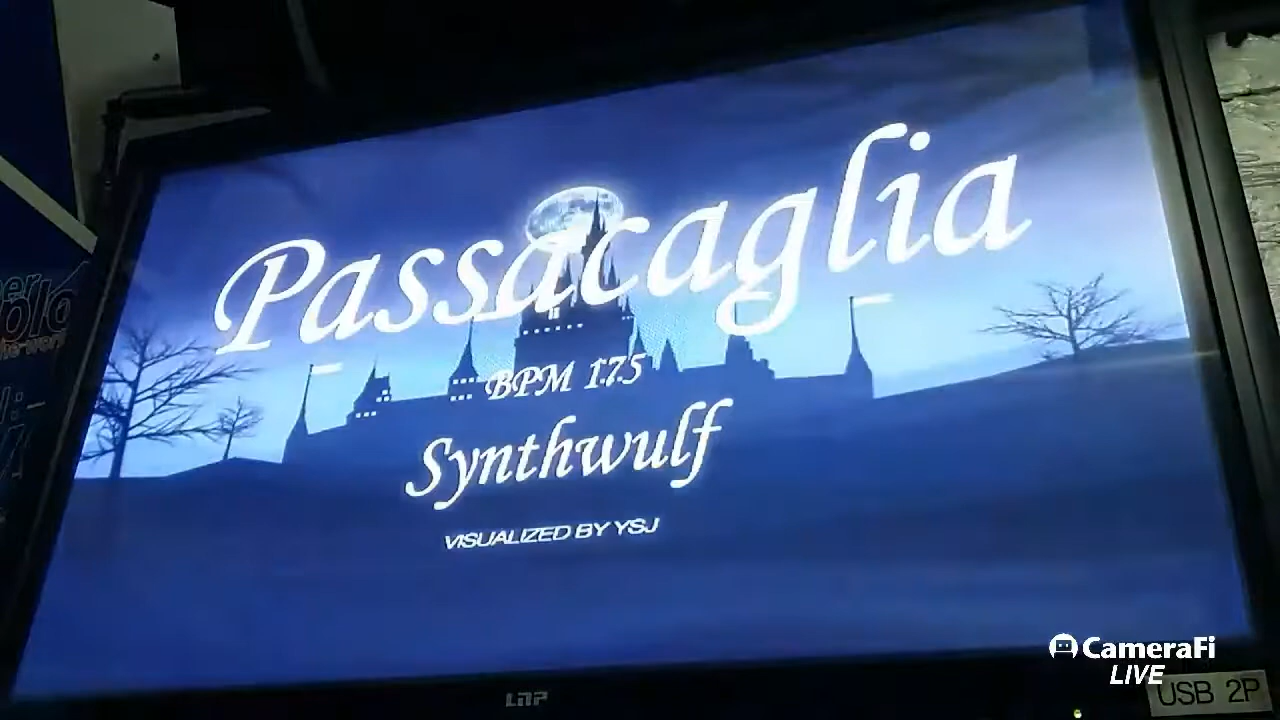 Passacaglia
BPM 175
Synthwulf
VISUALIZED BY YSJ
CameraFi
LIVE
USB 2P